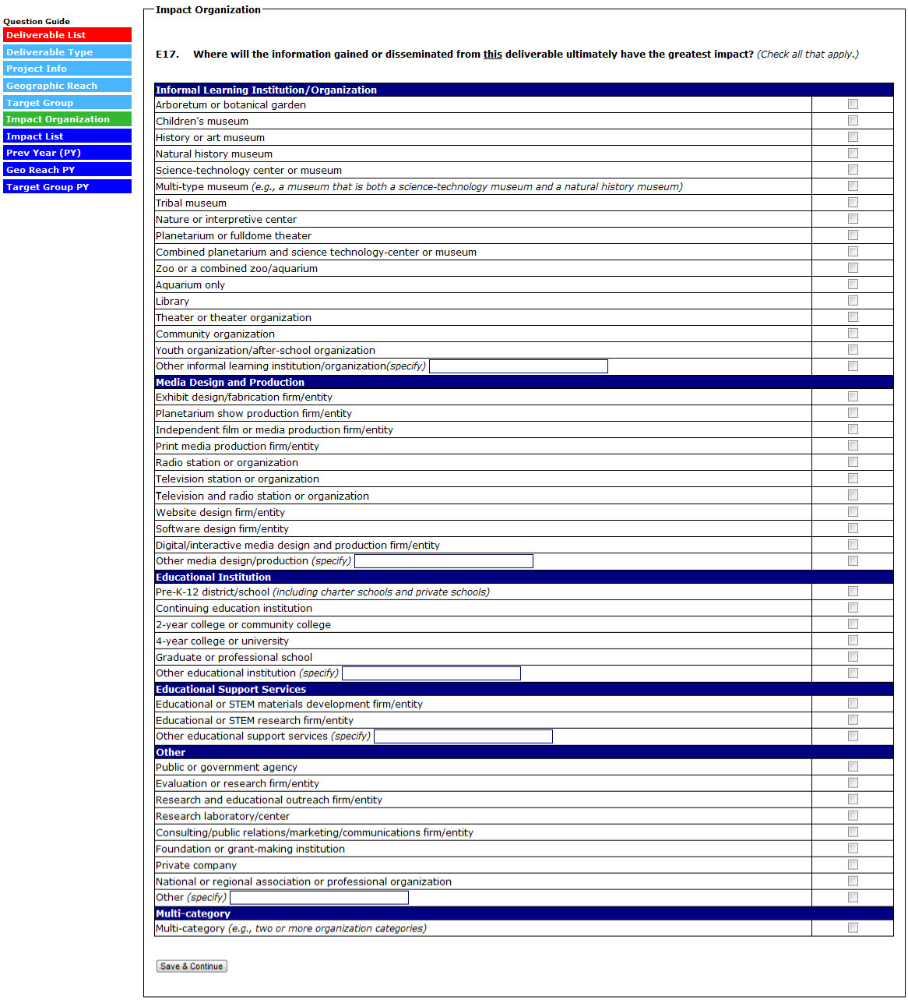 Impact Organization
Question Guide
Deliverable List
Deliverable Type
Project Info
Geographic Reach
Target Group
Impact Organization
Impact List
Prev Year (PY)
Geo Reach PY
Target Group PY
E17. Where will the information gained or disseminated from this deliverable ultimately have the greatest impact? (Check all that apply.)
Informal Learning Institution/Organization
Arboretum or botanical garden
Children's museum
History or art museum
Natural history museum
Science-technology center or museum
Multi-type museum (e.g., a museum that is both a science-technology museum and a natural history museum)
Tribal museum
Nature or interpretive center
Planetarium or fulldome theater
Combined planetarium and science technology-center or museum
Zoo or a combined zoo/aquarium
Aquarium only
Library
Theater or theater organization
Community organization
Youth organization/after-school organization
Other informal learning institution/organization(specify)
Media Design and Production
Exhibit design/fabrication firm/entity
Planetarium show production firm/entity
Independent film or media production firm/entity
Print media production firm/entity
Radio station or organization
Television station or organization
Television and radio station or organization
Website design firm/entity
Software design firm/entity
Digital/interactive media design and production firm/entity
Other media design/production (specify)
Educational Institution
Pre-K-12 district/school (including charter schools and private schools)
Continuing education institution
2-year college or community college
4-year college or university
Graduate or professional school
Other educational institution (specify)
Educational Support Services
Educational or STEM materials development firm/entity
Educational or STEM research firm/entity
Other educational support services (specify)
Other
Public or government agency
Evaluation or research firm/entity
Research and educational outreach firm/entity
Research laboratory/center
Consulting/public relations/marketing/communications firm/entity
Foundation or grant-making institution
Private company
National or regional association or professional organization
Other (specify)
Multi-category
Multi-category (e.g., two or more organization categories)
Save & Continue